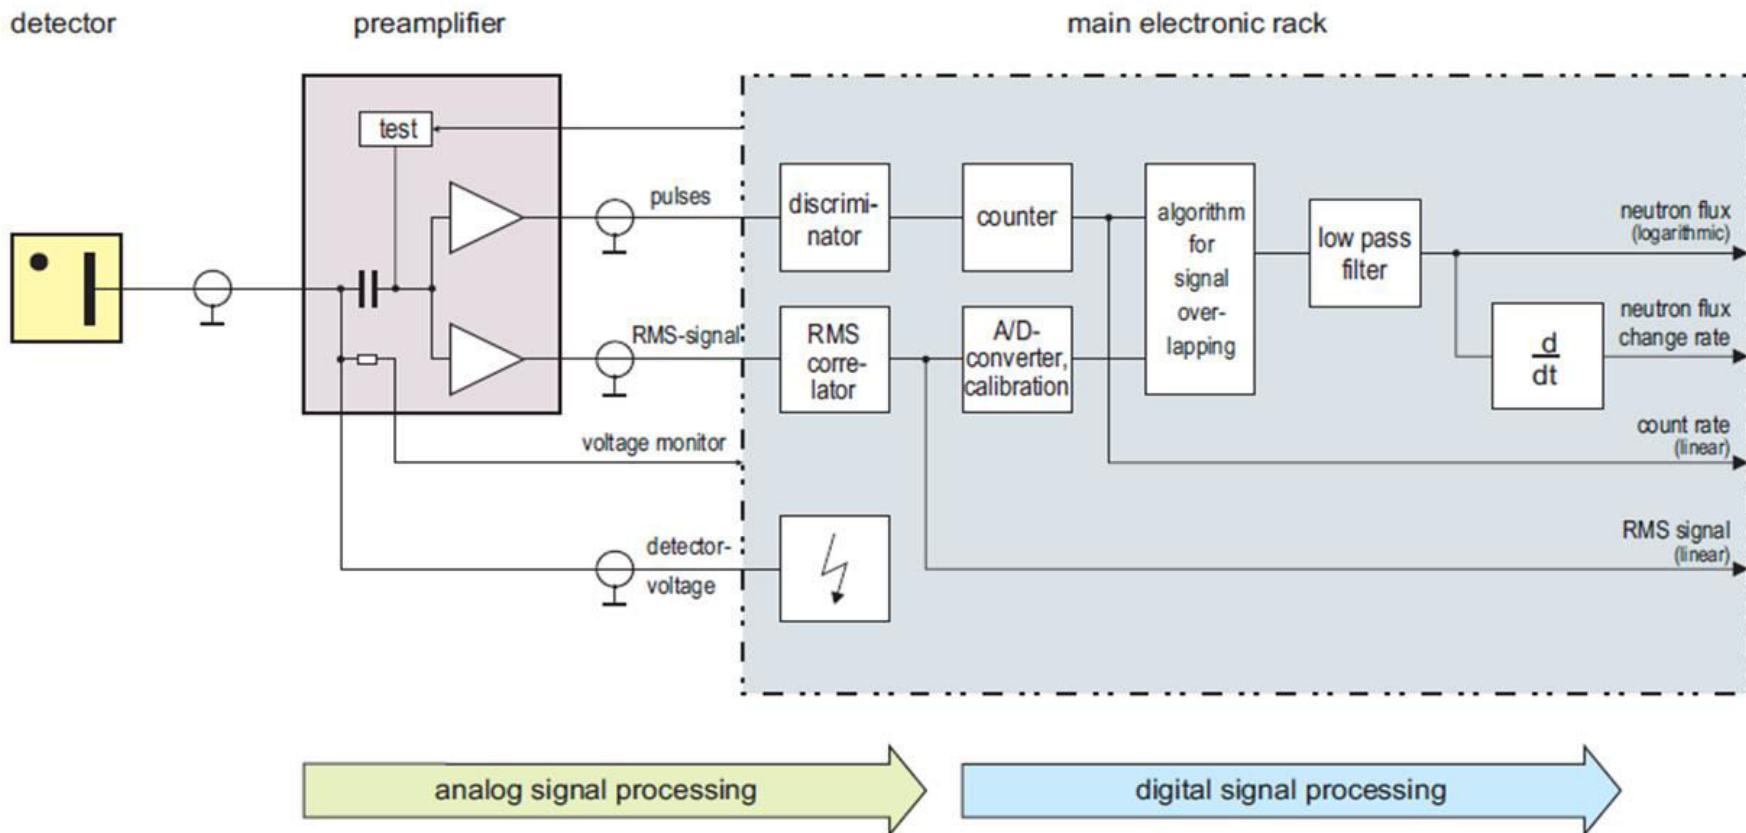 detector
preamplifier
main electronic rack
test
pulses
discrimi-
nator
counter
algorithm
for
signal
over-
lapping
low pass
filter
neutron flux
(logarithmic)
RMS-signal
RMS
corre-
lator
A/D-
converter,
calibration
d
dt
neutron flux
change rate
voltage monitor
count rate
(linear)
detector-
voltage
RMS signal
(linear)
analog signal processing
digital signal processing